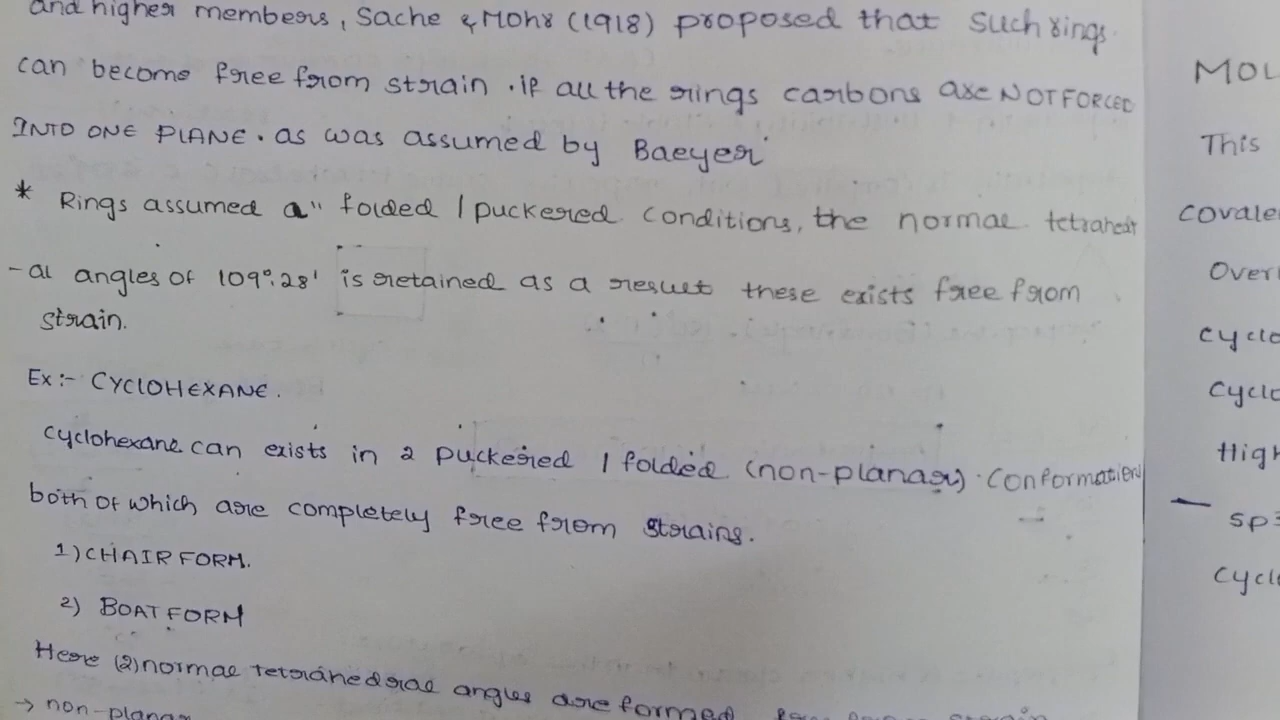 and higher members, Sache & Mohr (1918) proposed that such rings
can become free from strain . if all the rings carbons are NOT FORCED
INTO ONE PLANE . as was assumed by Baeyer
* Rings assumed a" folded / puckered conditions, the normal tetrahedr
-al angles of 109°.28' is retained as a result these exists free from
strain.
Ex :- CYCLOHEXANE.
cyclohexane can exists in 2 puckered / folded (non-planar) . conformation
both of which are completely free from strains.
1) CHAIR FORM.
2) BOAT FORM
Here (2) normal tetrahedral angles are formed
→ non-planar
MOL
This
covale
Over
cyclo
cyclo
High
— sp3
cycl